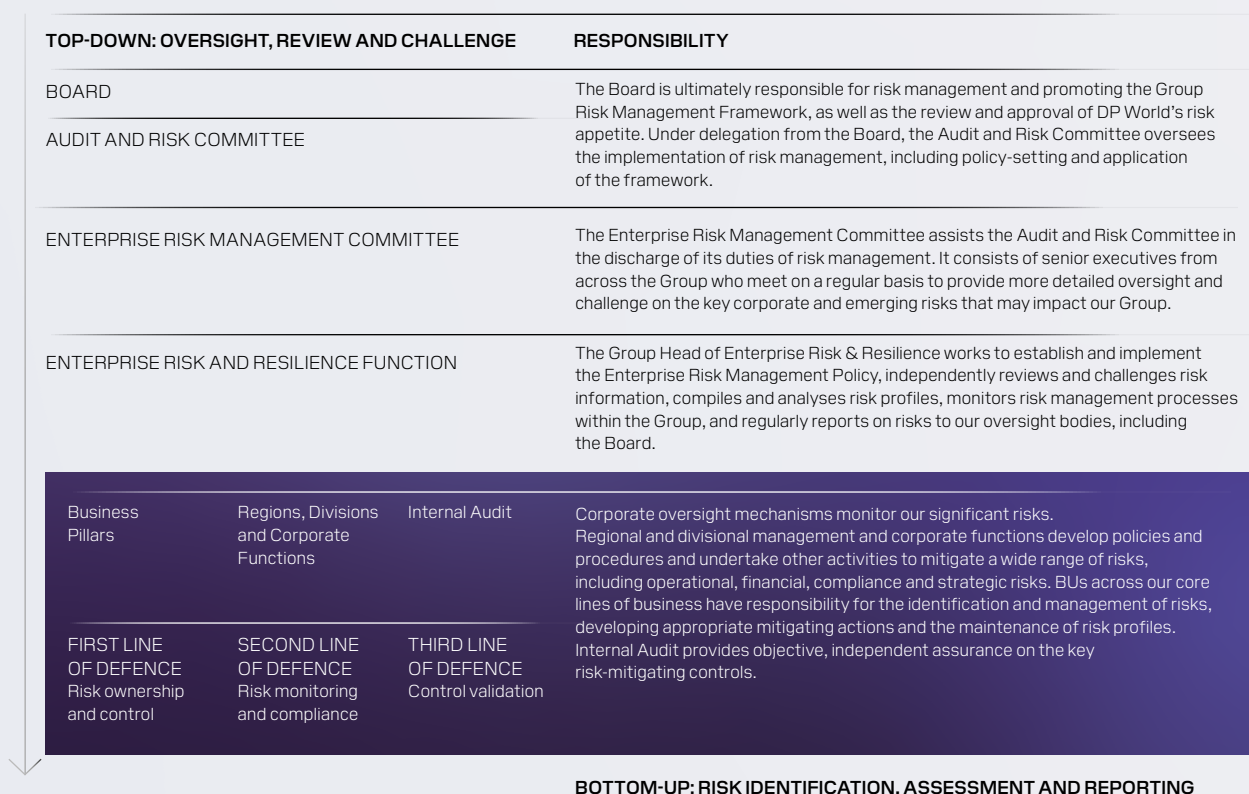 TOP-DOWN: OVERSIGHT, REVIEW AND CHALLENGE
RESPONSIBILITY
BOARD
AUDIT AND RISK COMMITTEE
The Board is ultimately responsible for risk management and promoting the Group
Risk Management Framework, as well as the review and approval of DP World's risk
appetite. Under delegation from the Board, the Audit and Risk Committee oversees
the implementation of risk management, including policy-setting and application
of the framework.
ENTERPRISE RISK MANAGEMENT COMMITTEE
The Enterprise Risk Management Committee assists the Audit and Risk Committee in
the discharge of its duties of risk management. It consists of senior executives from
across the Group who meet on a regular basis to provide more detailed oversight and
challenge on the key corporate and emerging risks that may impact our Group.
ENTERPRISE RISK AND RESILIENCE FUNCTION
The Group Head of Enterprise Risk & Resilience works to establish and implement
the Enterprise Risk Management Policy, independently reviews and challenges risk
information, compiles and analyses risk profiles, monitors risk management processes
within the Group, and regularly reports on risks to our oversight bodies, including
the Board.
Business
Pillars
Regions, Divisions
and Corporate
Functions
Internal Audit
FIRST LINE
OF DEFENCE
Risk ownership
and control
SECOND LINE
OF DEFENCE
Risk monitoring
and compliance
THIRD LINE
OF DEFENCE
Control validation
Corporate oversight mechanisms monitor our significant risks.
Regional and divisional management and corporate functions develop policies and
procedures and undertake other activities to mitigate a wide range of risks,
including operational, financial, compliance and strategic risks. BUs across our core
lines of business have responsibility for the identification and management of risks,
developing appropriate mitigating actions and the maintenance of risk profiles.
Internal Audit provides objective, independent assurance on the key
risk-mitigating controls.
BOTTOM-UP: RISK IDENTIFICATION, ASSESSMENT AND REPORTING